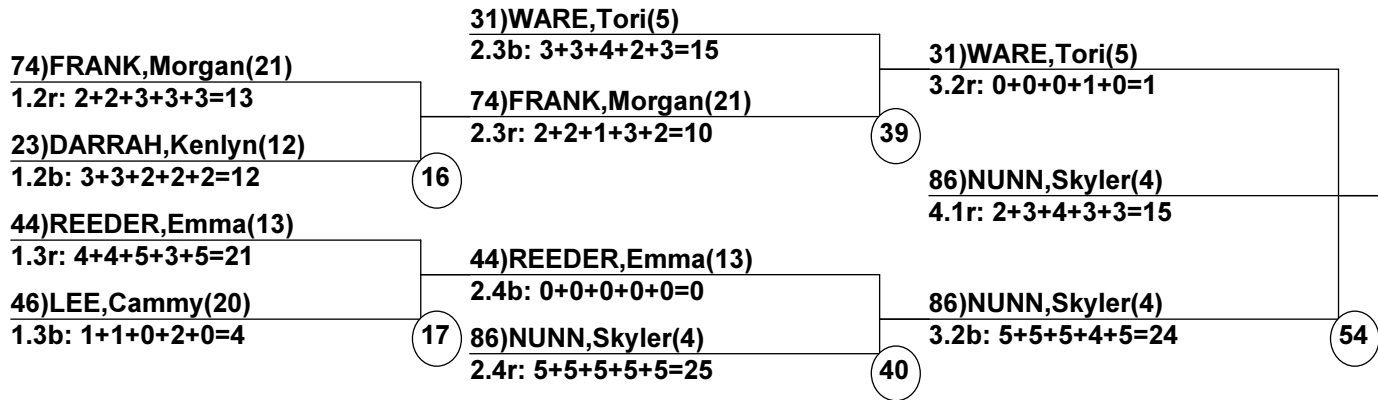 74)FRANK,Morgan(21)
1.2r: 2+2+3+3+3=13
23)DARRAH,Kenlyn(12)
1.2b: 3+3+2+2+2=12
16
44)REEDER,Emma(13)
1.3r: 4+4+5+3+5=21
46)LEE,Cammy(20)
1.3b: 1+1+0+2+0=4
17
31)WARE,Tori(5)
2.3b: 3+3+4+2+3=15
74)FRANK,Morgan(21)
2.3r: 2+2+1+3+2=10
39
44)REEDER,Emma(13)
2.4b: 0+0+0+0+0=0
86)NUNN,Skyler(4)
2.4r: 5+5+5+5+5=25
40
31)WARE,Tori(5)
3.2r: 0+0+0+1+0=1
86)NUNN,Skyler(4)
4.1r: 2+3+4+3+3=15
86)NUNN,Skyler(4)
3.2b: 5+5+5+4+5=24
54